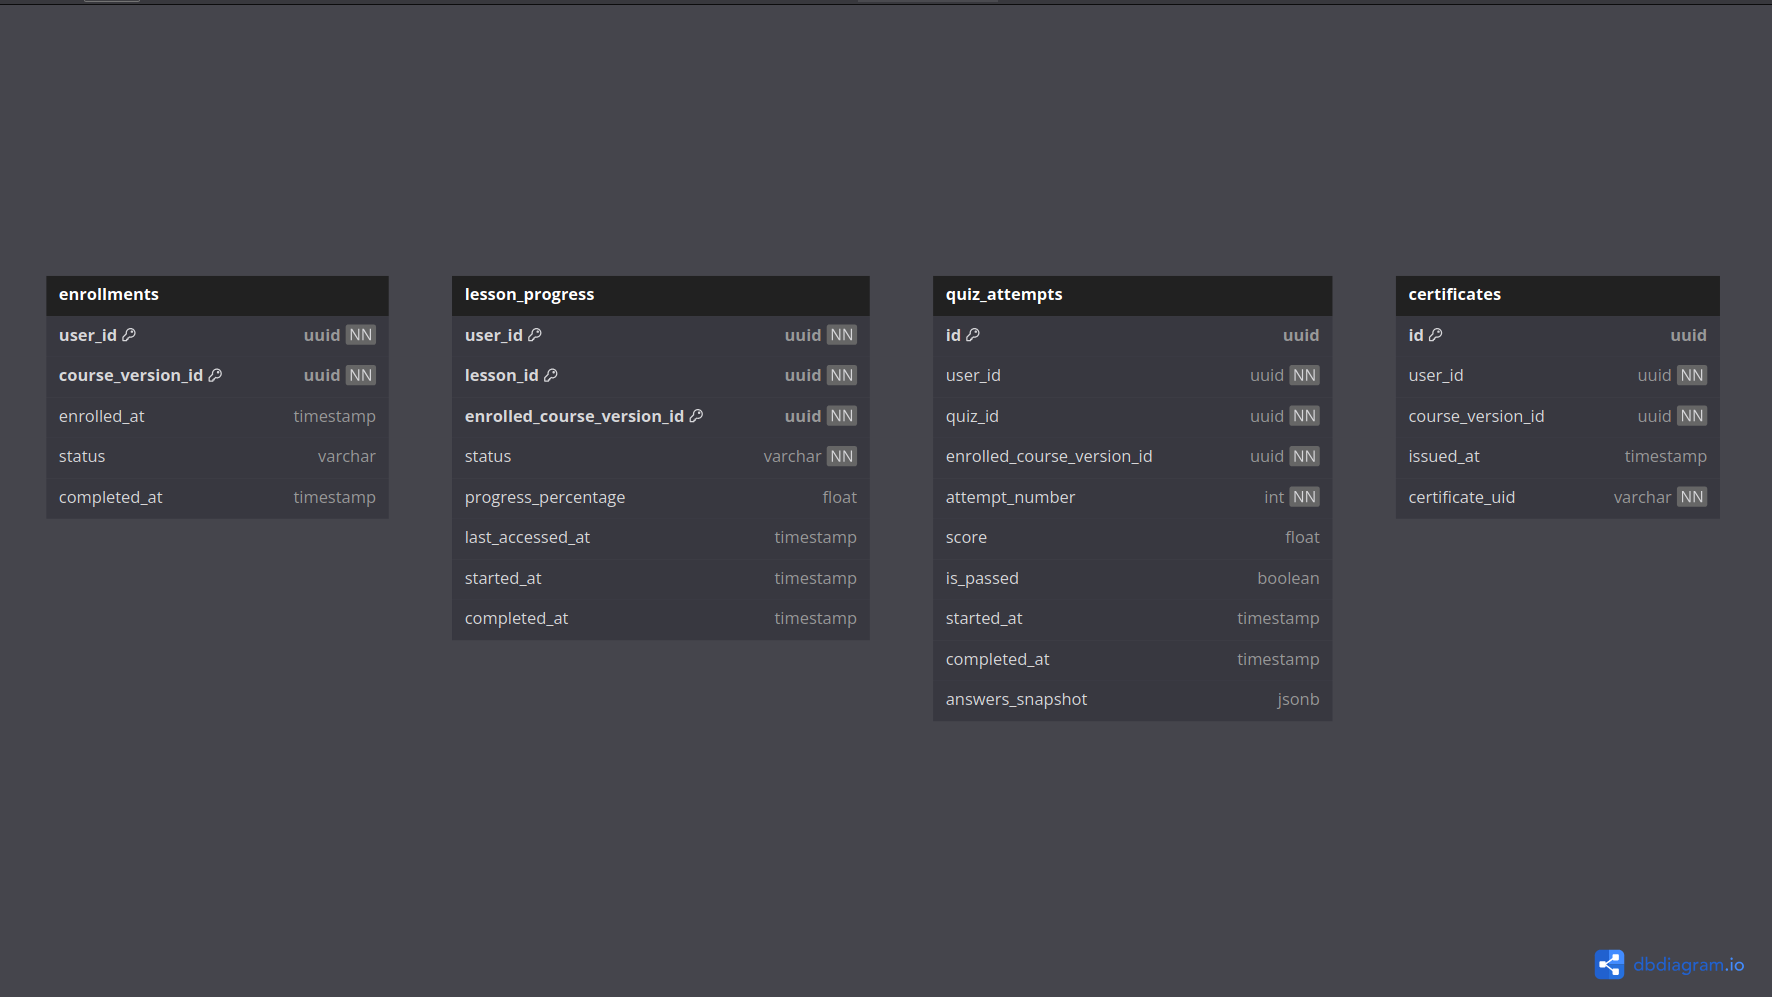 enrollments
user_id uuid NN
course_version_id uuid NN
enrolled_at timestamp
status varchar
completed_at timestamp
lesson_progress
user_id uuid NN
lesson_id uuid NN
enrolled_course_version_id uuid NN
status varchar NN
progress_percentage float
last_accessed_at timestamp
started_at timestamp
completed_at timestamp
quiz_attempts
id uuid
user_id uuid NN
quiz_id uuid NN
enrolled_course_version_id uuid NN
attempt_number int NN
score float
is_passed boolean
started_at timestamp
completed_at timestamp
answers_snapshot jsonb
certificates
id uuid
user_id uuid NN
course_version_id uuid NN
issued_at timestamp
certificate_uid varchar NN
dbdiagram.io